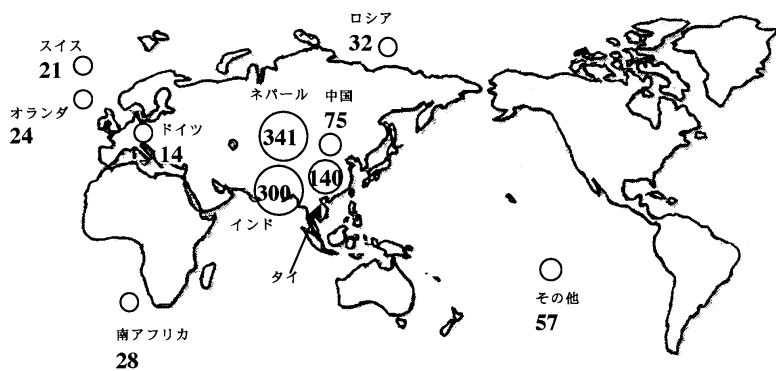 ロシア
32
スイス
21
オランダ
24
ドイツ
14
ネパール
341
中国
75
140
300
インド
タイ
その他
57
南アフリカ
28